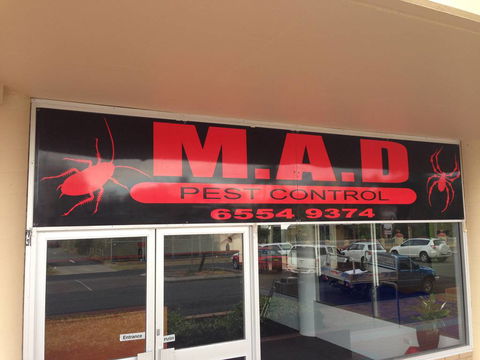 M.A.D
PEST CONTROL
6554 9374
Entrance